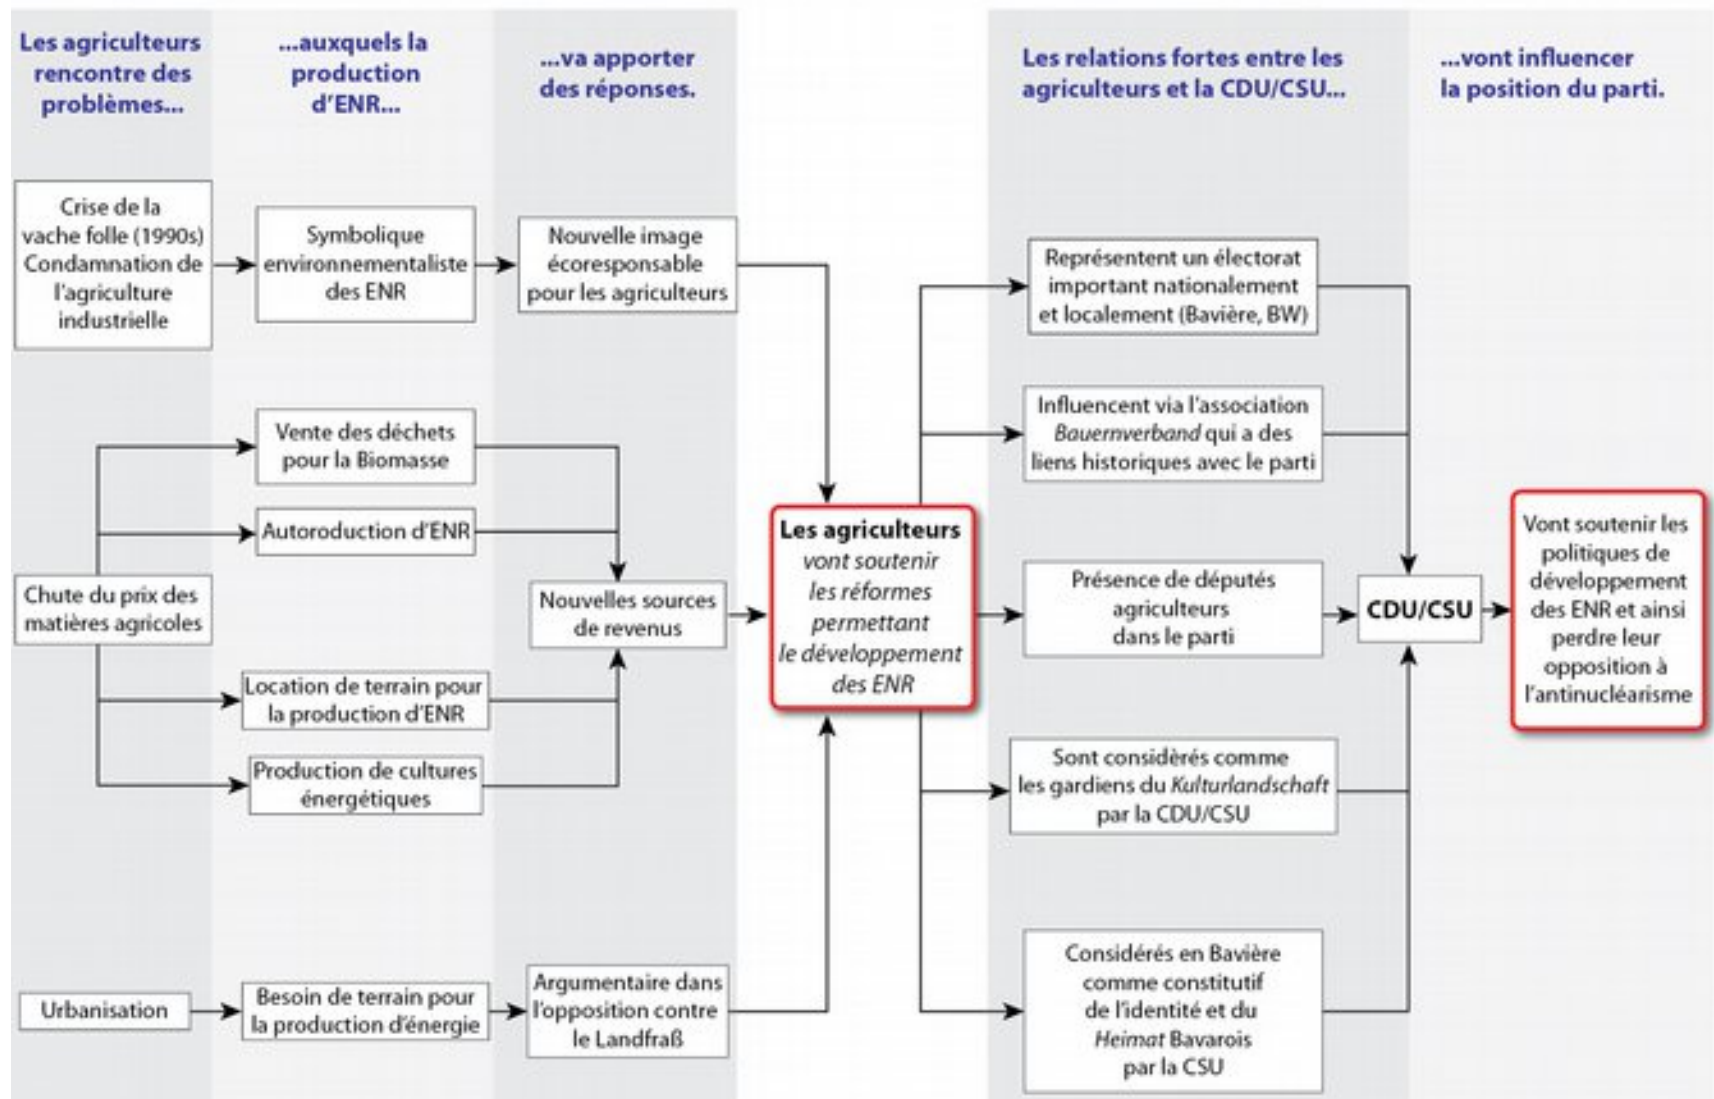 Les agriculteurs
rencontre des
problèmes...
...auxquels la
production
d'ENR...
...va apporter
des réponses.
Les relations fortes entre les
agriculteurs et la CDU/CSU...
...vont influencer
la position du parti.
Crise de la
vache folle (1990s)
Condamnation de
l'agriculture
industrielle
Symbolique
environnementaliste
des ENR
Nouvelle image
écoresponsable
pour les agriculteurs
Chute du prix des
matières agricoles
Vente des déchets
pour la Biomasse
Autoroduction d'ENR
Location de terrain pour
la production d'ENR
Production de cultures
énergétiques
Nouvelles sources
de revenus
Urbanisation
Besoin de terrain pour
la production d'énergie
Argumentaire dans
l'opposition contre
le Landfraß
Les agriculteurs
vont soutenir
les réformes
permettant
le développement
des ENR
Représentent un électorat
important nationalement
et localement (Bavière, BW)
Influencent via l'association
Bauernverband qui a des
liens historiques avec le parti
Présence de députés
agriculteurs
dans le parti
Sont considèrés comme
les gardiens du Kulturlandschaft
par la CDU/CSU
Considérés en Bavière
comme constitutif
de l'identité et du
Heimat Bavarois
par la CSU
CDU/CSU
Vont soutenir les
politiques de
développement
des ENR et ainsi
perdre leur
opposition à
l'antinucléarisme